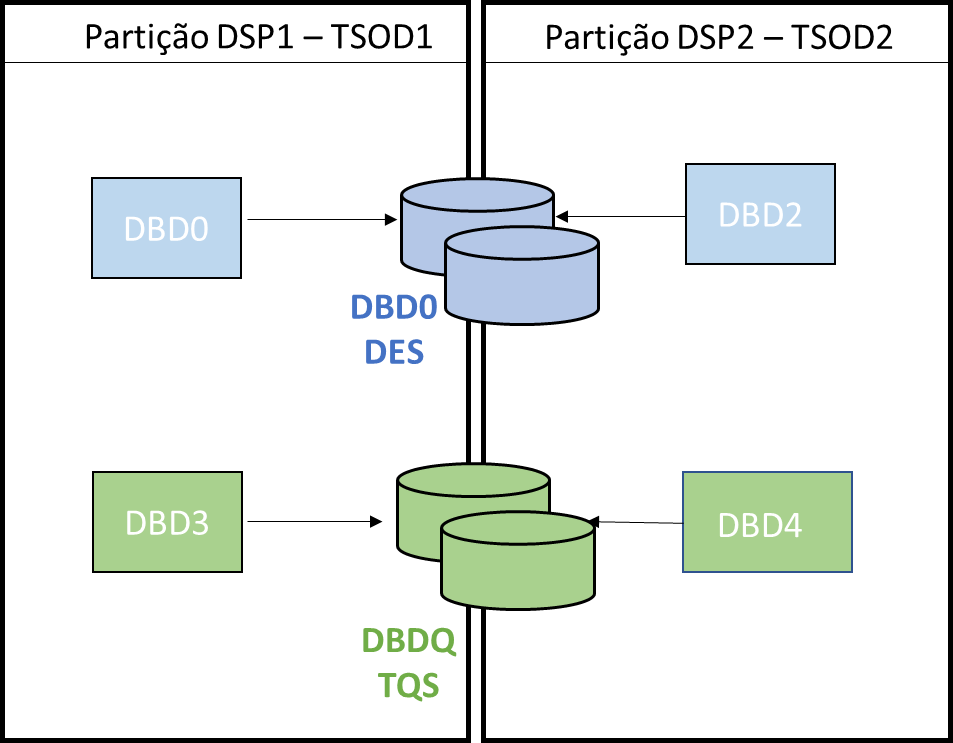 Partição DSP1 – TSOD1
Partição DSP2 – TSOD2
DBD0
DBD2
DBD0
DES
DBD3
DBD4
DBDQ
TQS